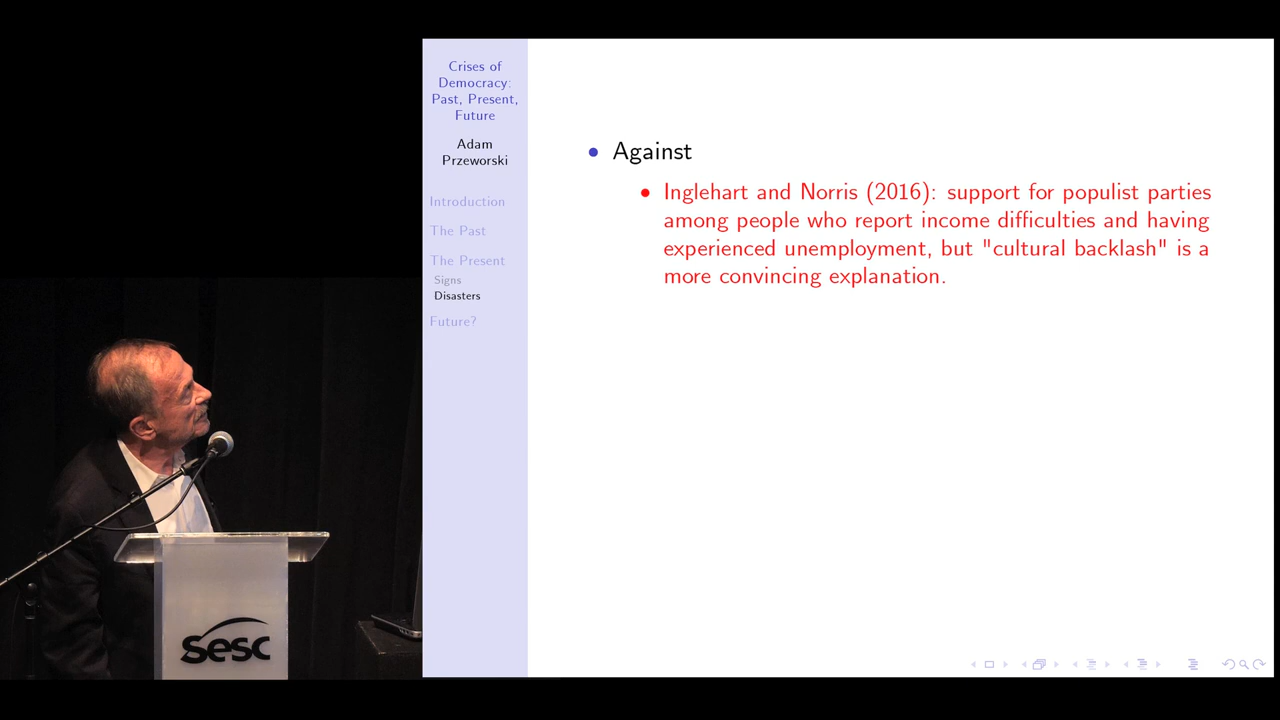 Crises of
Democracy:
Past, Present,
Future
Adam
Przeworski
Introduction
The Past
The Present
Signs
Disasters
Future?
• Against
• Inglehart and Norris (2016): support for populist parties
among people who report income difficulties and having
experienced unemployment, but "cultural backlash" is a
more convincing explanation.
sesc